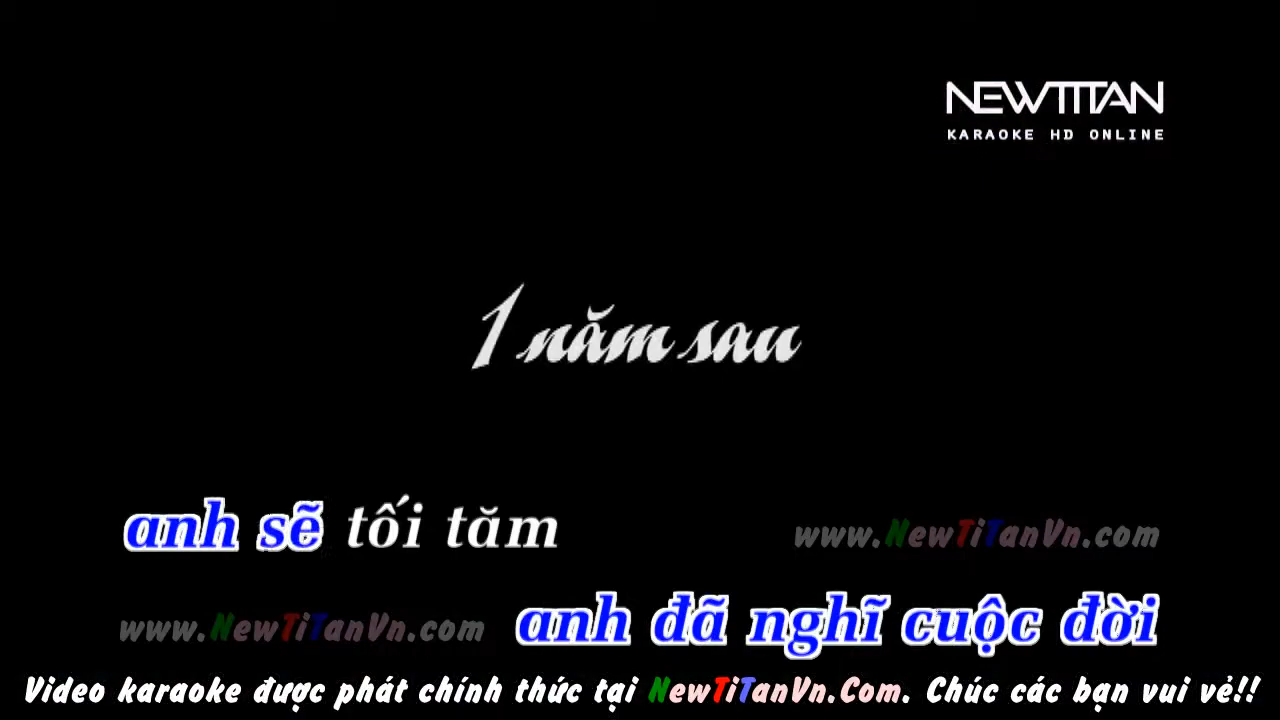 NEWTITAN
KARAOKE HD ONLINE
1 năm sau
anh sẽ tối tăm
www.NewTiTanVn.com
www.NewTiTanVn.com
anh đã nghĩ cuộc đời
Video karaoke được phát chính thức tại NewTiTanVn.Com. Chúc các bạn vui vẻ!!